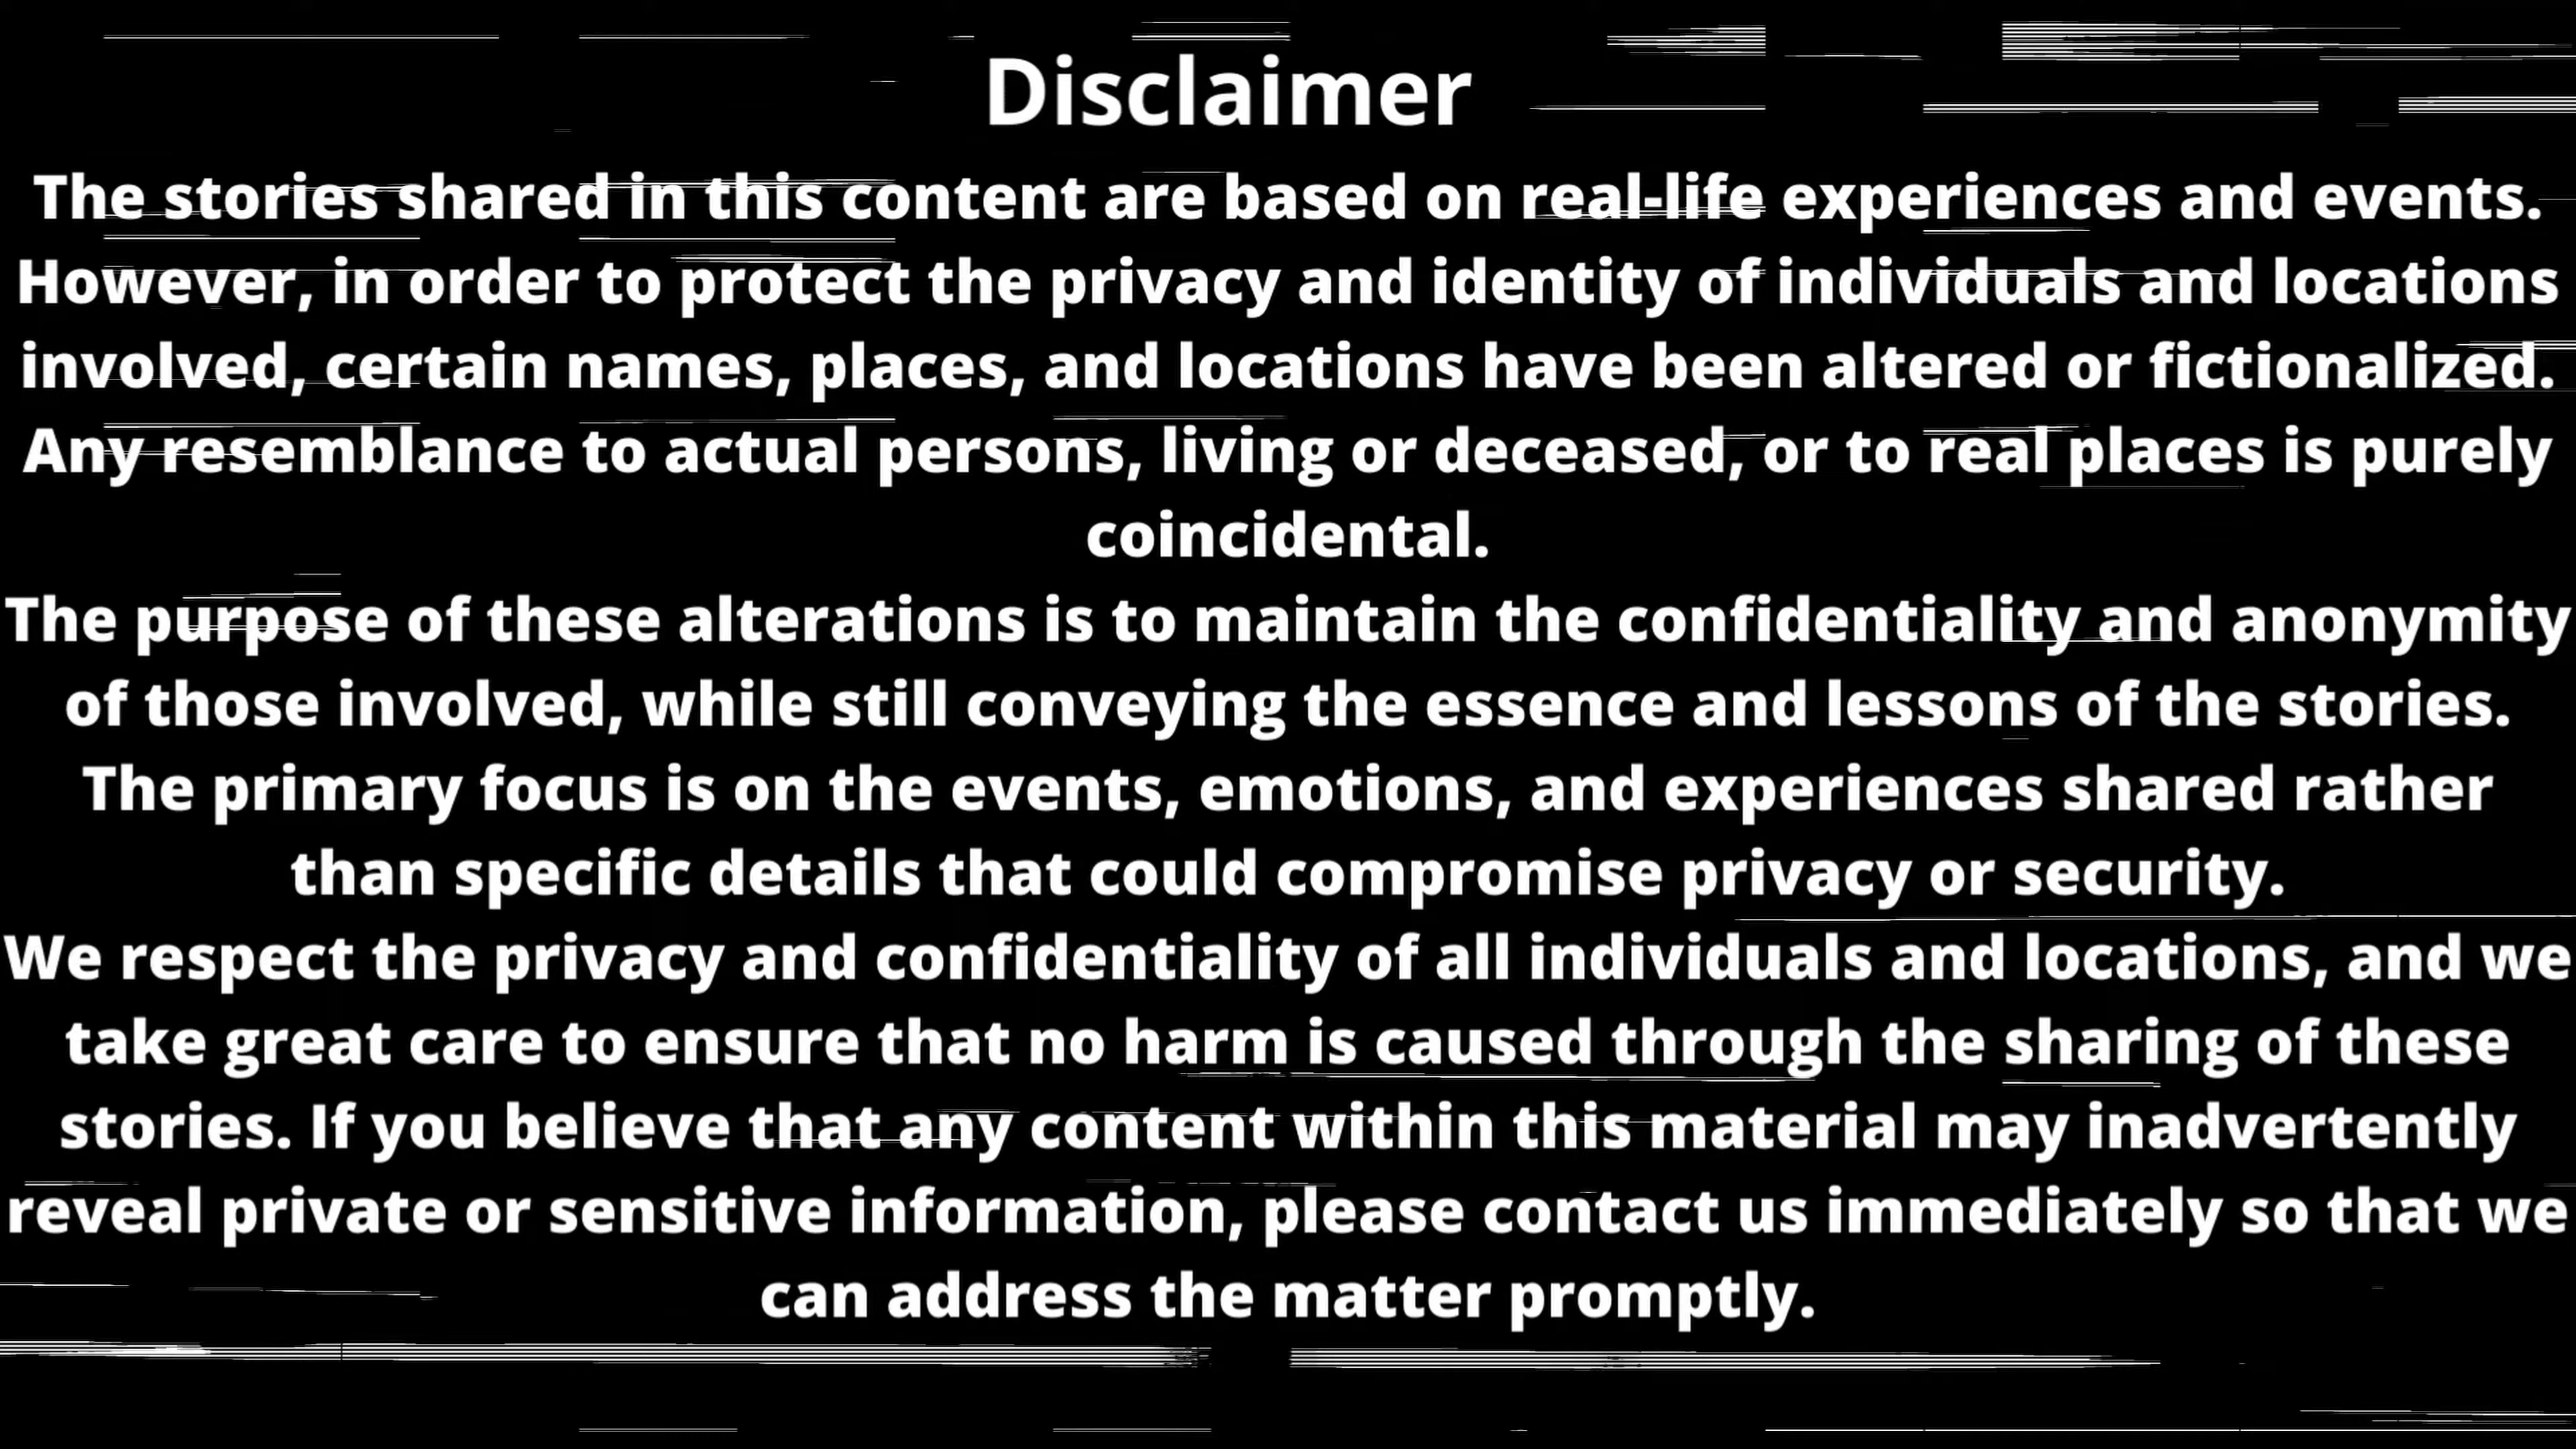 Disclaimer
The stories shared in this content are based on real-life experiences and events.
However, in order to protect the privacy and identity of individuals and locations
involved, certain names, places, and locations have been altered or fictionalized.
Any resemblance to actual persons, living or deceased, or to real places is purely
coincidental.
The purpose of these alterations is to maintain the confidentiality and anonymity
of those involved, while still conveying the essence and lessons of the stories.
The primary focus is on the events, emotions, and experiences shared rather
than specific details that could compromise privacy or security.
We respect the privacy and confidentiality of all individuals and locations, and we
take great care to ensure that no harm is caused through the sharing of these
stories. If you believe that any content within this material may inadvertently
reveal private or sensitive information, please contact us immediately so that we
can address the matter promptly.